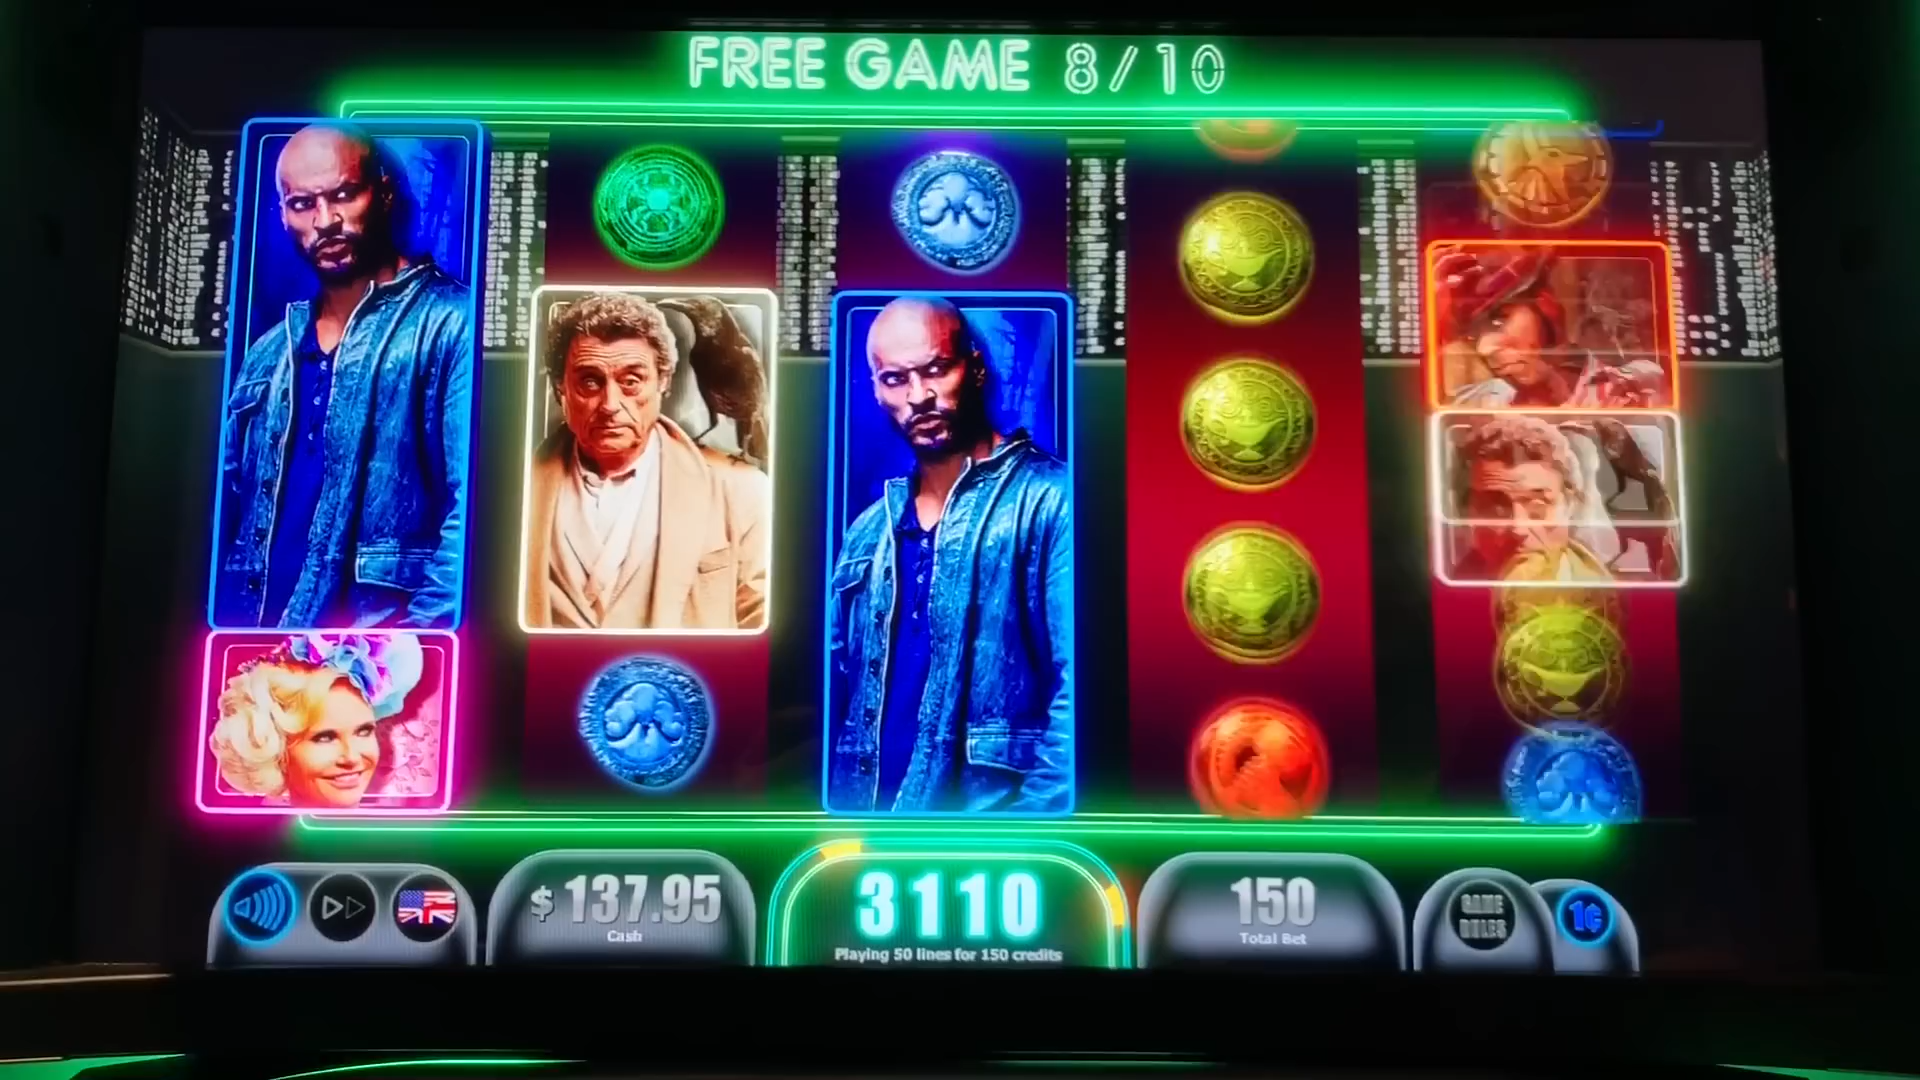 FREE GAME 8/10
$ 137.95
Cash
3110
Playing 50 lines for 150 credits
150
Total Bet
GAME
RULES
1¢